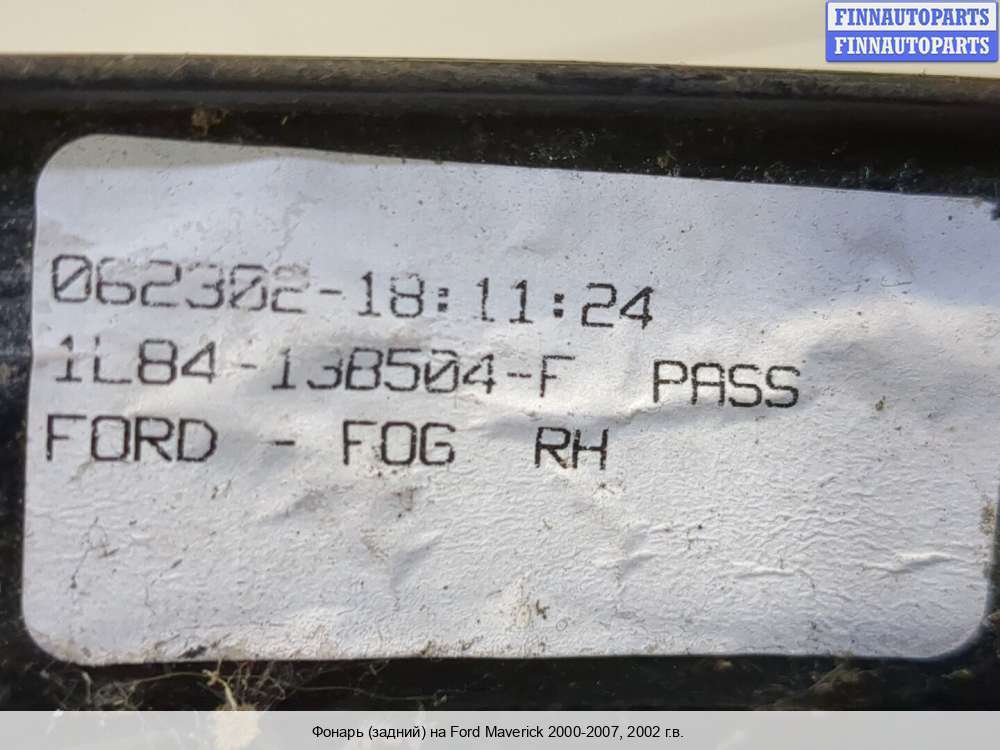 FINNAUTOPARTS
FINNAUTOPARTS
062302-18:11:24
1L84-13B504-F PASS
FORD - FOG RH
Фонарь (задний) на Ford Maverick 2000-2007, 2002 г.в.